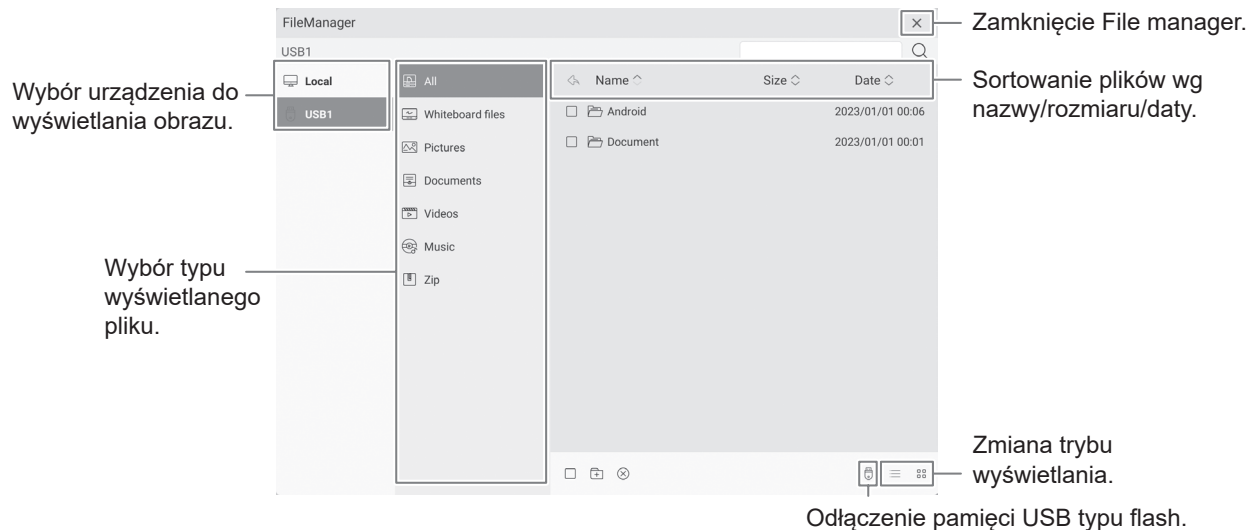 FileManager
Zamknięcie File manager.
USB1
Local
All
Name
Size
Date
Sortowanie plików wg
nazwy/rozmiaru/daty.
Wybór urządzenia do
wyświetlania obrazu.
USB1
Whiteboard files
Android
2023/01/01 00:06
Pictures
Document
2023/01/01 00:01
Documents
Videos
Music
Zip
Wybór typu
wyświetlanego
pliku.
Zmiana trybu
wyświetlania.
Odłączenie pamięci USB typu flash.